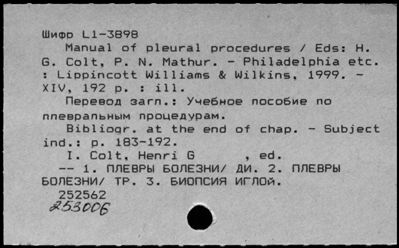 Шифр L1-3898
Manual of pleural procedures / Eds: H.
G. Colt, P. N. Mathur. - Philadelphia etc.
: Lippincott Williams & Wilkins, 1999. -
XIV, 192 p. : ill.
Перевод загл.: Учебное пособие по
плевральным процедурам.
Bibliogr. at the end of chap. - Subject
ind.: p. 183-192.
I. Colt, Henri G , ed.
-- 1. ПЛЕВРЫ БОЛЕЗНИ/ ДИ. 2. ПЛЕВРЫ
БОЛЕЗНИ/ ТР. 3. БИОПСИЯ ИГЛОЙ.
252562
253006